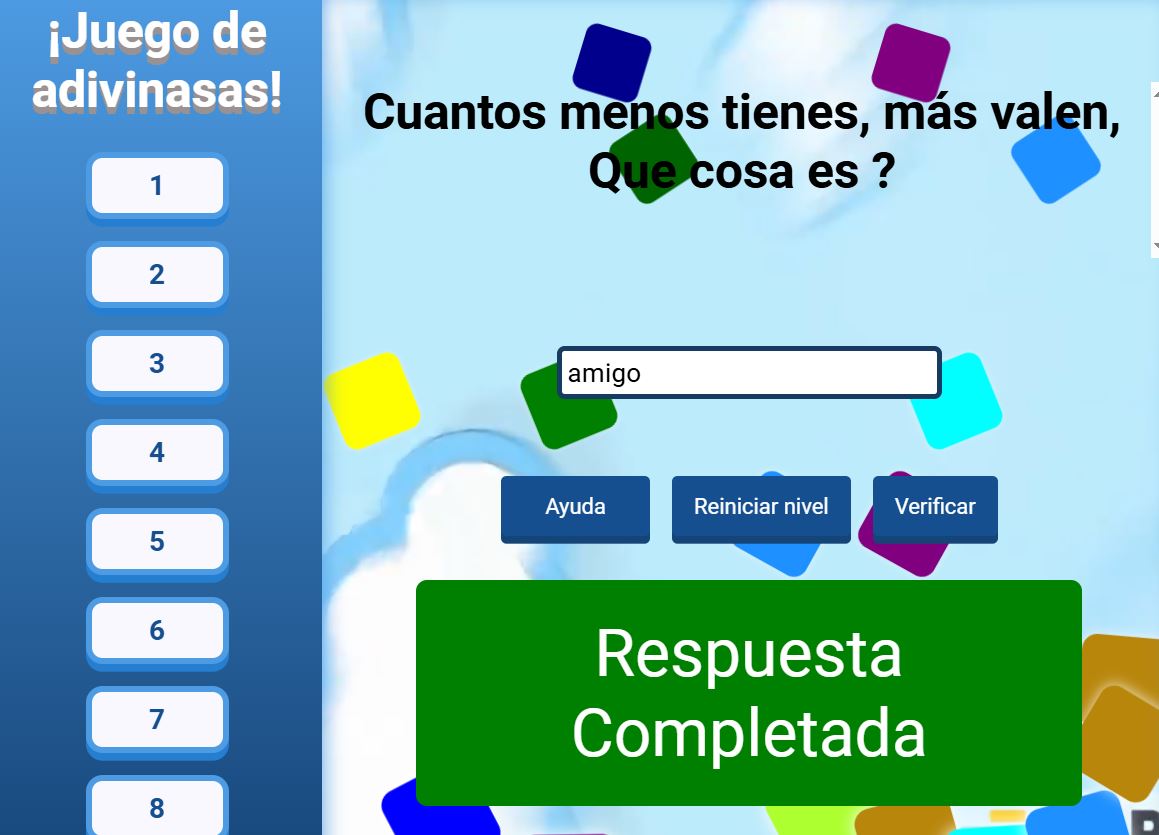 ¡Juego de
adivinasas!
1
2
3
4
5
6
7
8
Cuantos menos tienes, más valen,
Que cosa es ?
amigo
Ayuda
Reiniciar nivel
Verificar
Respuesta
Completada